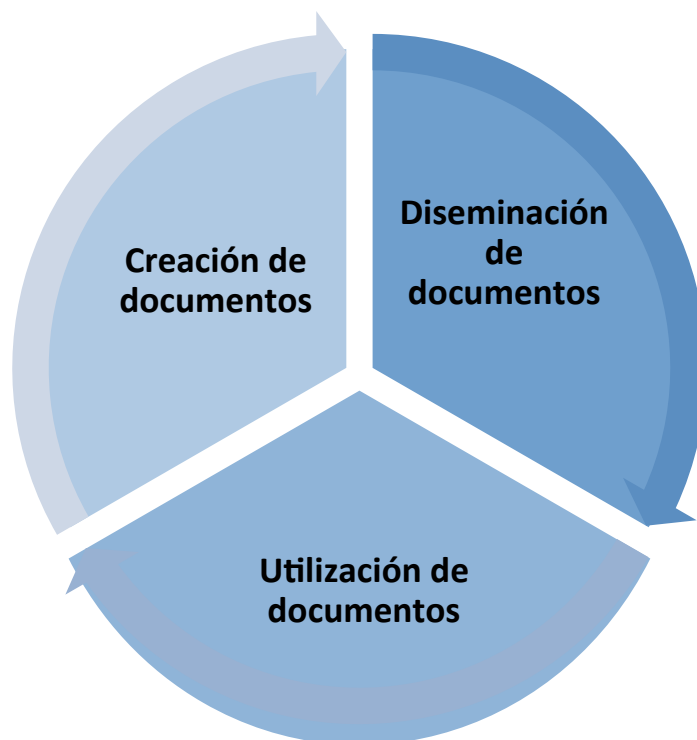 Creación de
documentos
Diseminación
de
documentos
Utilización de
documentos